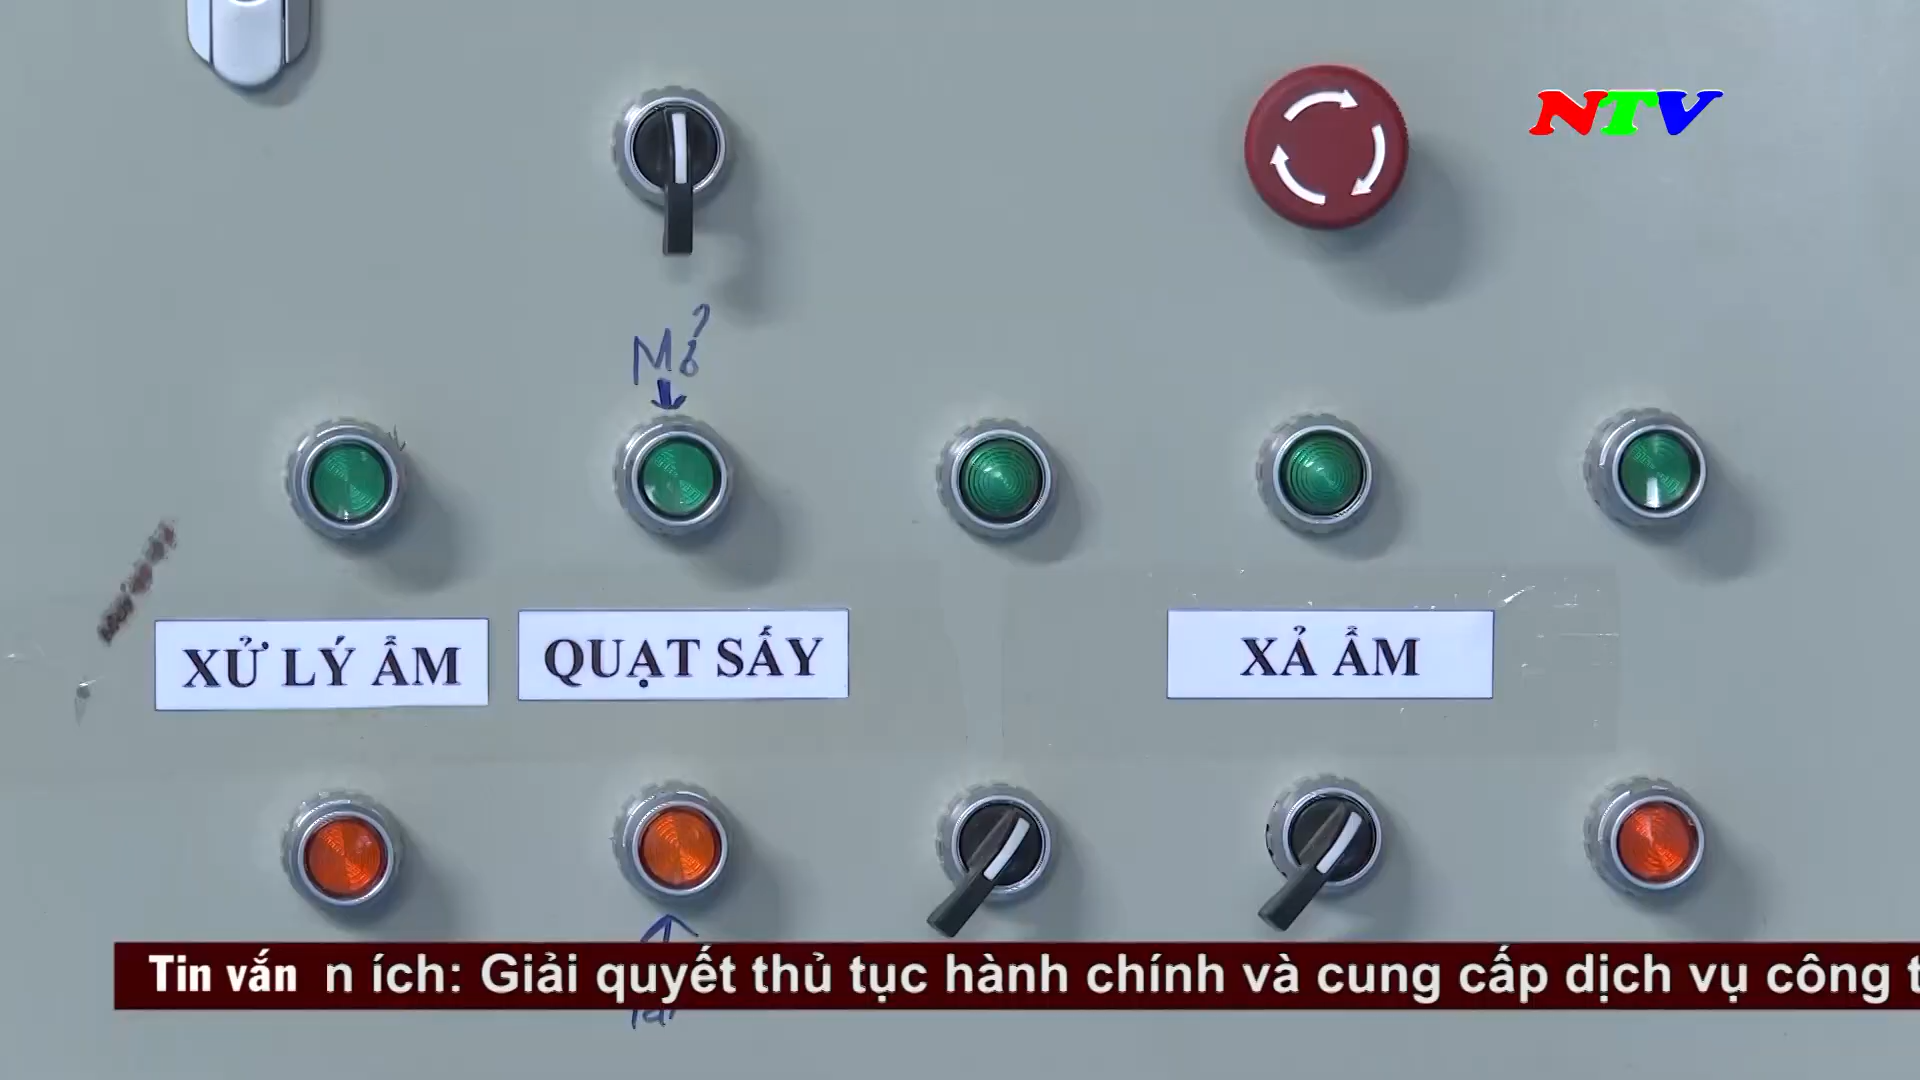 NTV
Mở
XỬ LÝ ẨM
QUẠT SẤY
XẢ ẨM
Tin vắn n ích: Giải quyết thủ tục hành chính và cung cấp dịch vụ công t